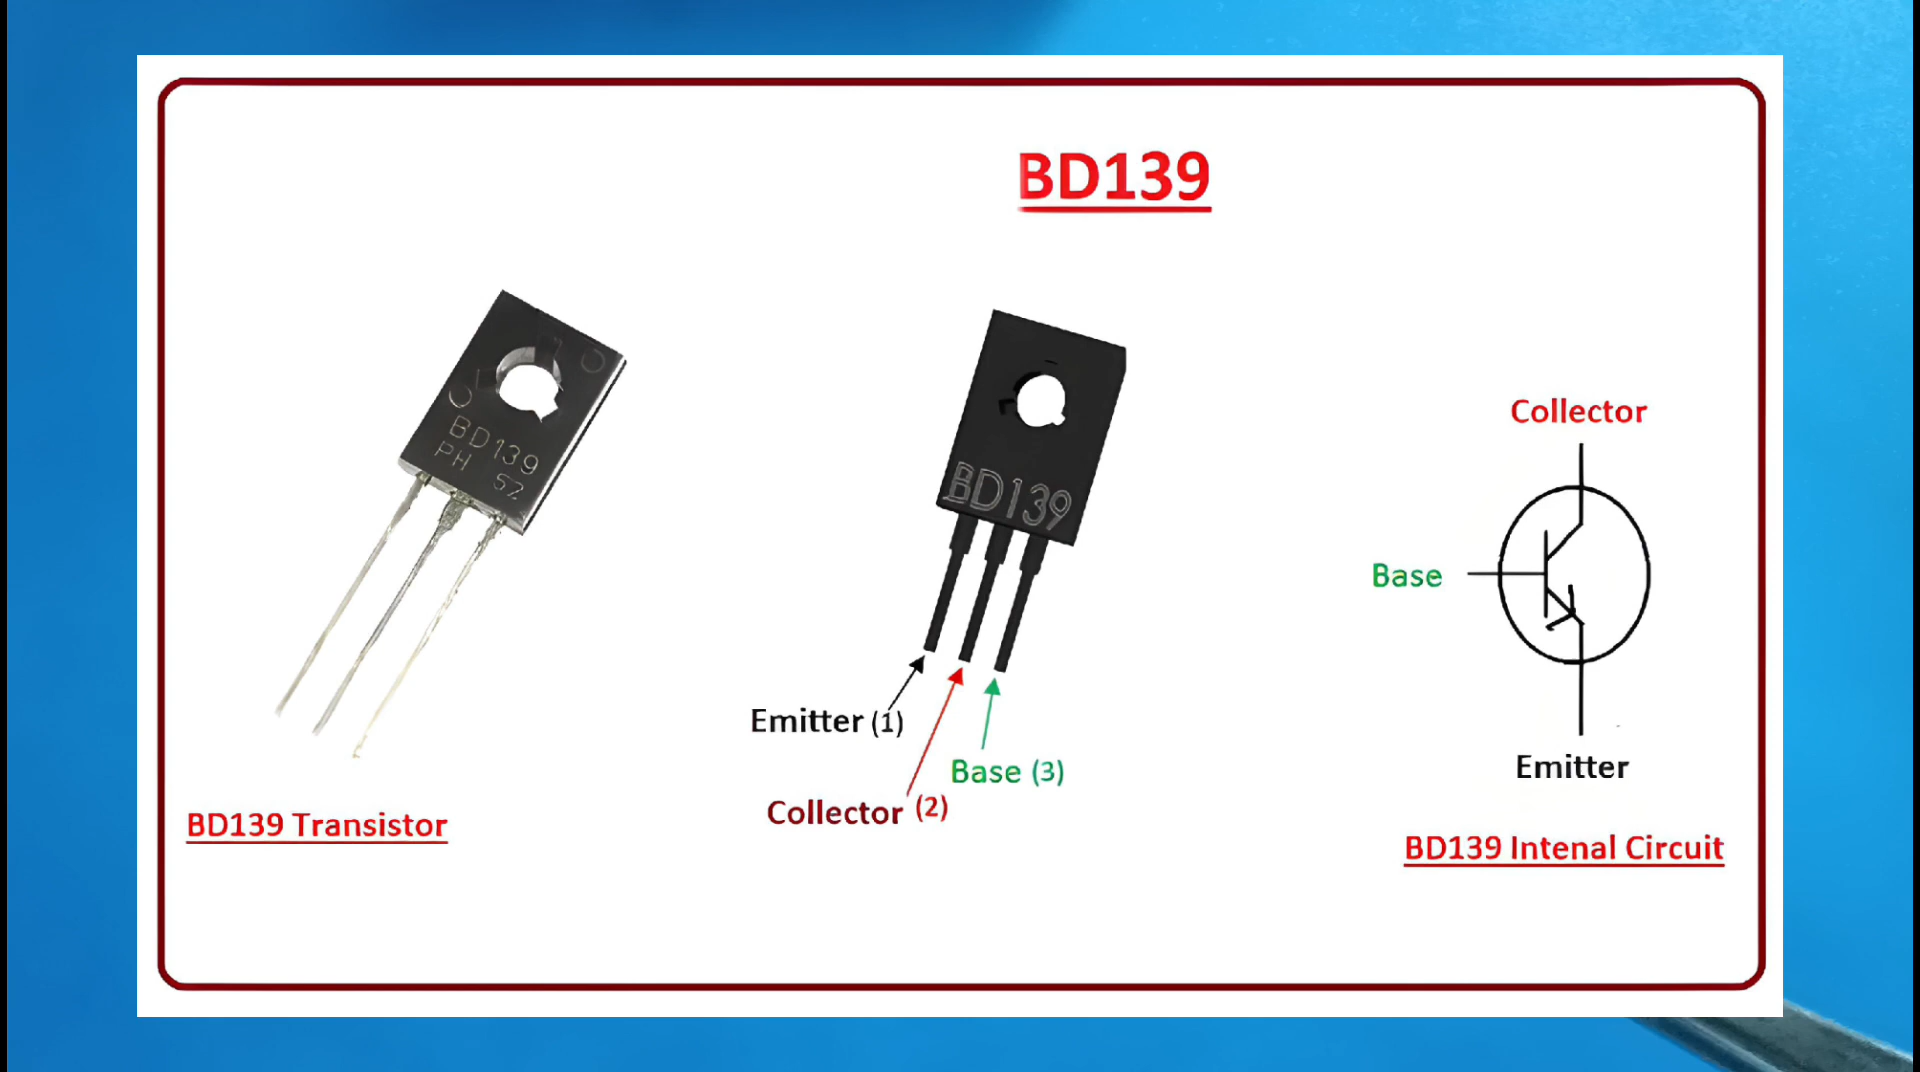 BD139
BD139
PH 52
BD139
Emitter (1)
Collector (2)
Base (3)
Collector
Base
Emitter
BD139 Transistor
BD139 Intenal Circuit